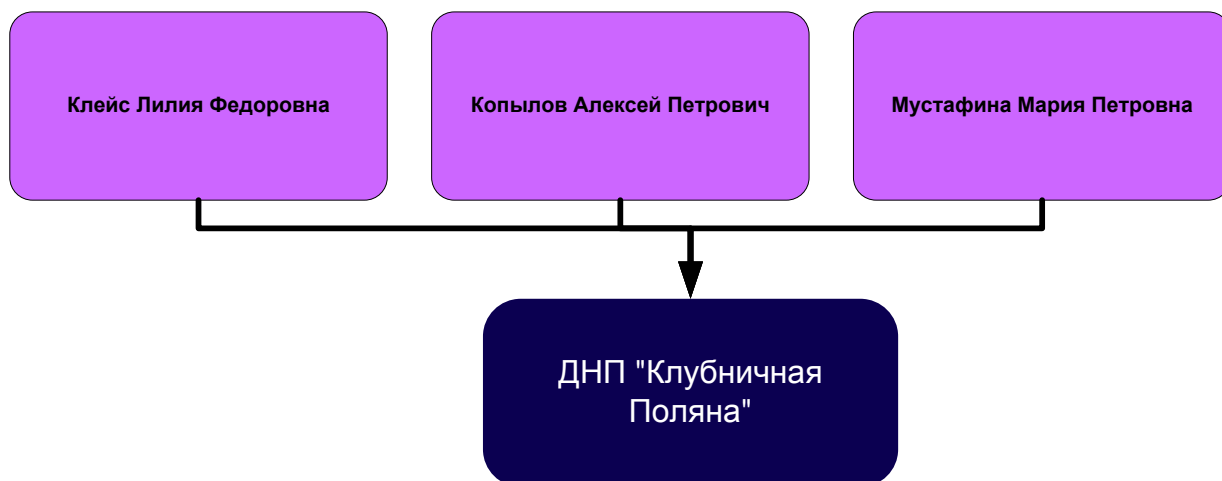 Клейс Лилия Федоровна
Копылов Алексей Петрович
Мустафина Мария Петровна
ДНП "Клубничная
Поляна"